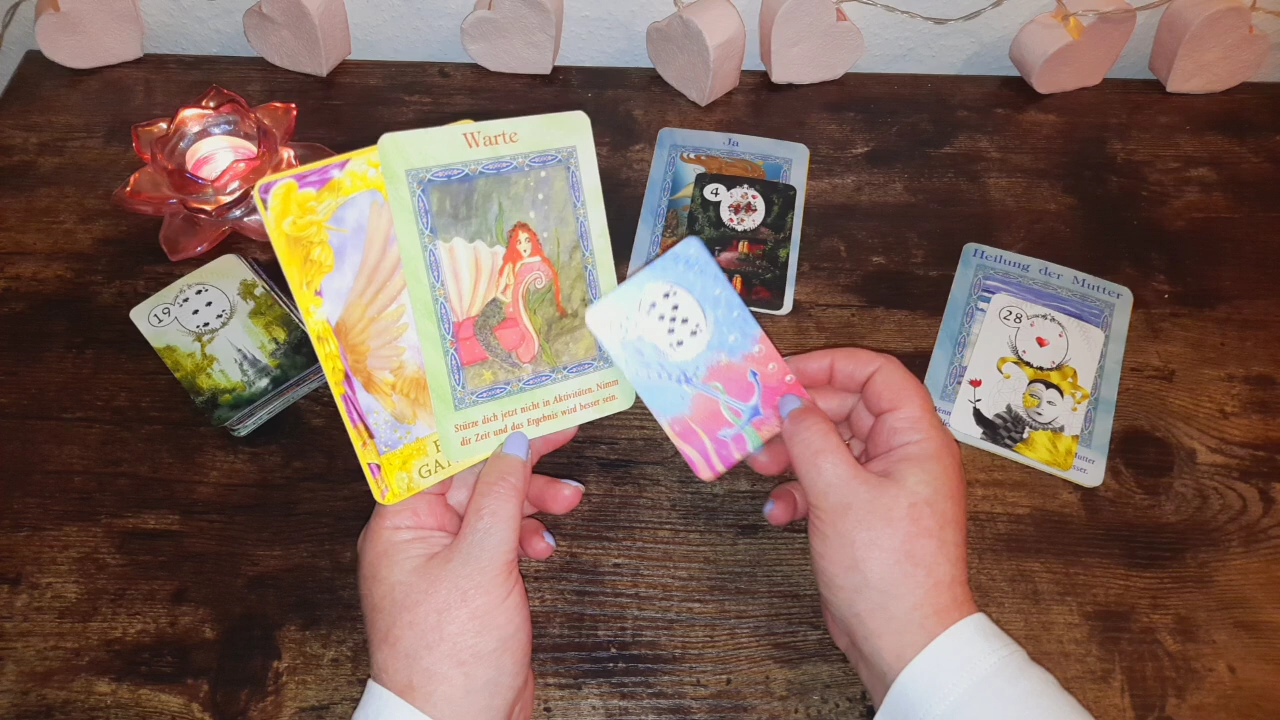 Warte
Stürze dich jetzt nicht in Aktivitäten. Nimm
dir Zeit und das Ergebnis wird besser sein.
Ja
4
19
Heilung der Mutter
28